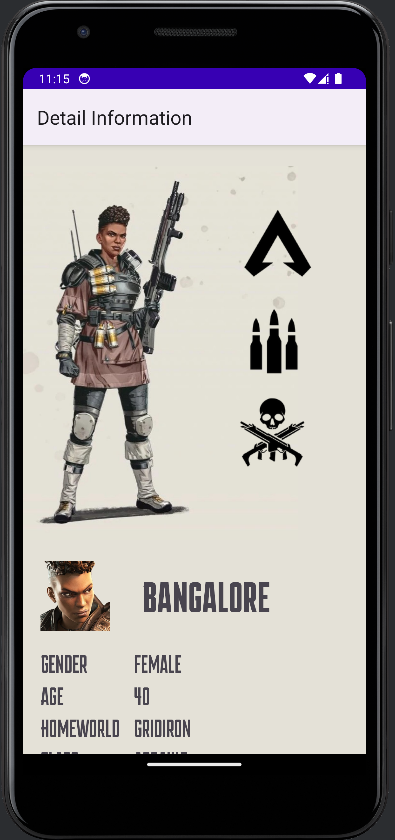 11:15
Detail Information
BANGALORE
GENDER FEMALE
AGE 40
HOMEWORLD GRIDIRON